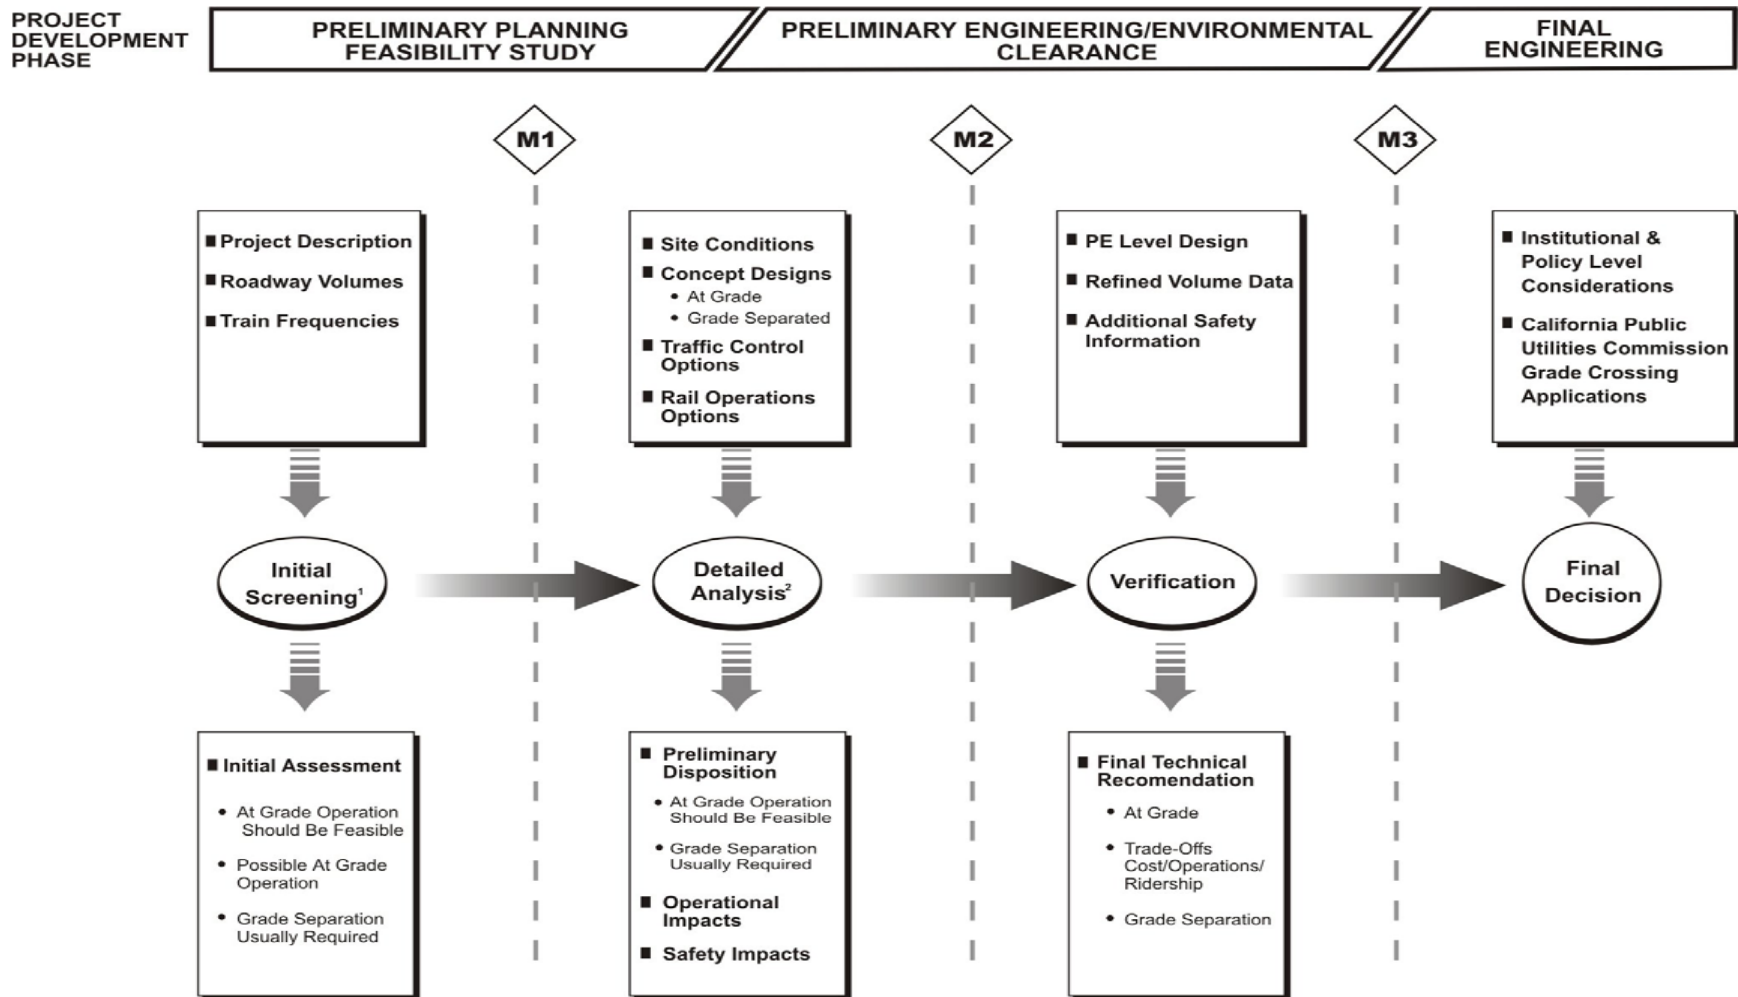 PROJECT
DEVELOPMENT
PHASE
PRELIMINARY PLANNING
FEASIBILITY STUDY
PRELIMINARY ENGINEERING/ENVIRONMENTAL
CLEARANCE
FINAL
ENGINEERING
M1
M2
M3
■ Project Description
■ Roadway Volumes
■ Train Frequencies
■ Site Conditions
■ Concept Designs
• At Grade
• Grade Separated
■ Traffic Control
Options
■ Rail Operations
Options
■ PE Level Design
■ Refined Volume Data
■ Additional Safety
Information
■ Institutional &
Policy Level
Considerations
■ California Public
Utilities Commission
Grade Crossing
Applications
Initial
Screening¹
Detailed
Analysis²
Verification
Final
Decision
■ Initial Assessment
• At Grade Operation
Should Be Feasible
• Possible At Grade
Operation
• Grade Separation
Usually Required
■ Preliminary
Disposition
• At Grade Operation
Should Be Feasible
• Grade Separation
Usually Required
■ Operational
Impacts
■ Safety Impacts
■ Final Technical
Recomendation
• At Grade
• Trade-Offs
Cost/Operations/
Ridership
• Grade Separation